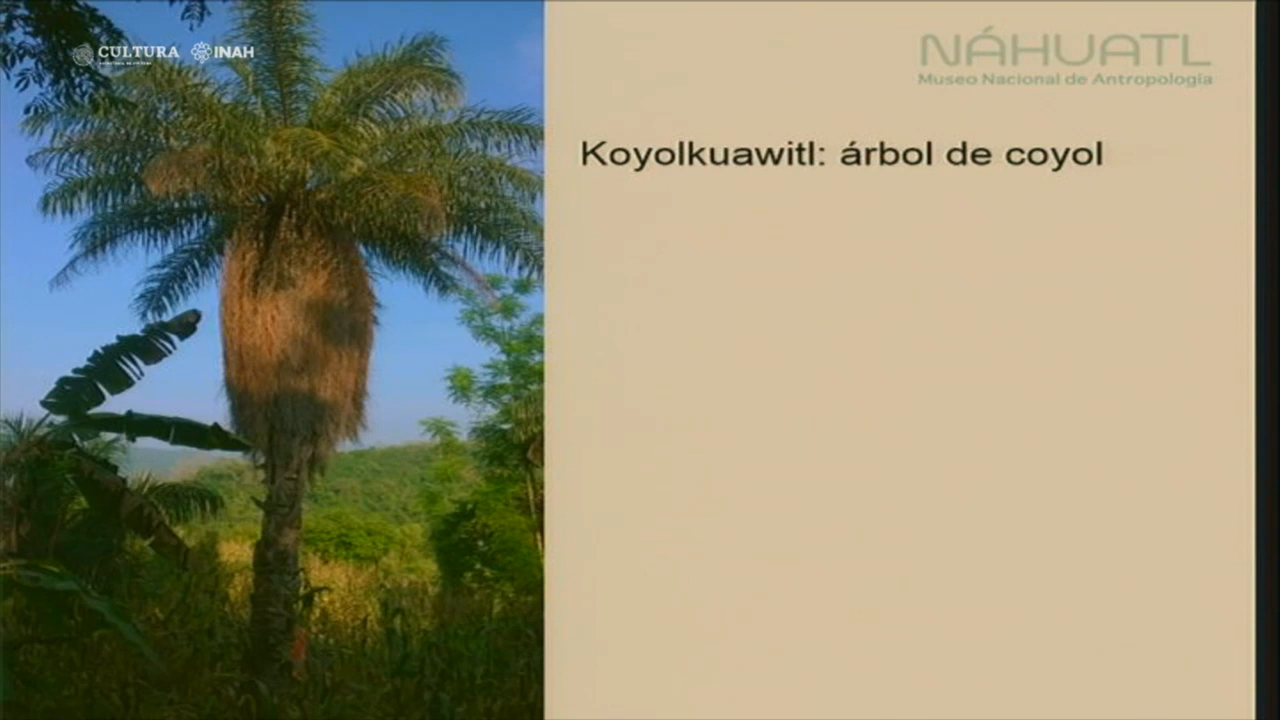 CULTURA
INAH
NÁHUATL
Museo Nacional de Antropología
Koyolkuawitl: árbol de coyol